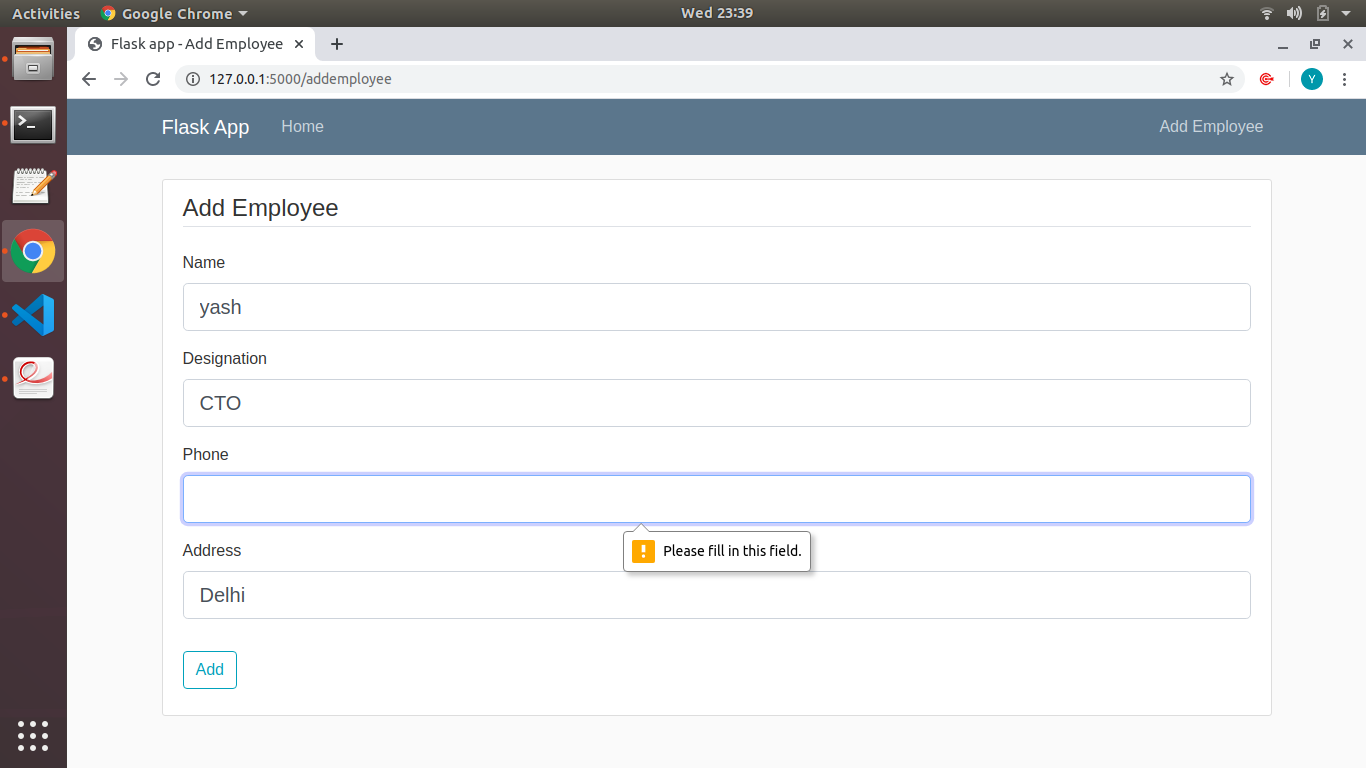 Activities Google Chrome Wed 23:39
Flask app - Add Employee
127.0.0.1:5000/addemployee Y
Flask App Home Add Employee
Add Employee
Name
yash
Designation
CTO
Phone
Please fill in this field.
Address
Delhi
Add